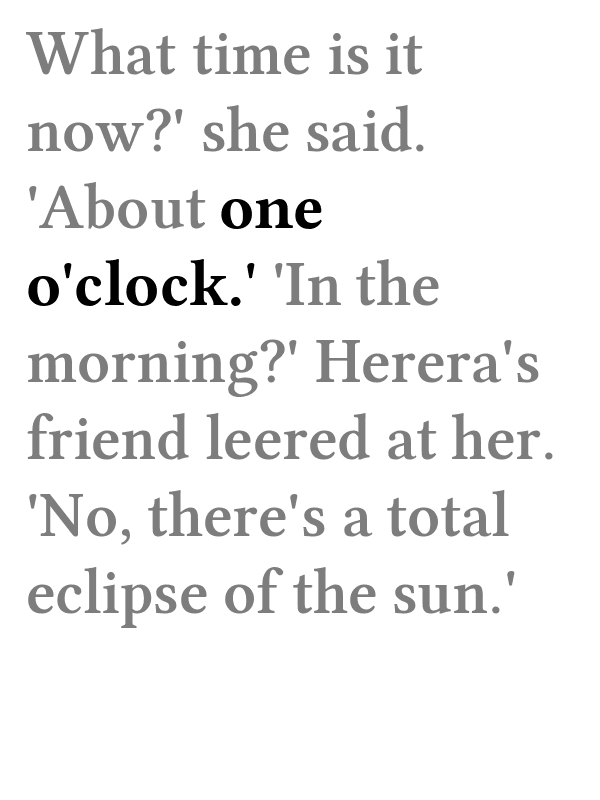 What time is it
now?' she said.
'About one
o'clock.' 'In the
morning?' Herera's
friend leered at her.
'No, there's a total
eclipse of the sun.'